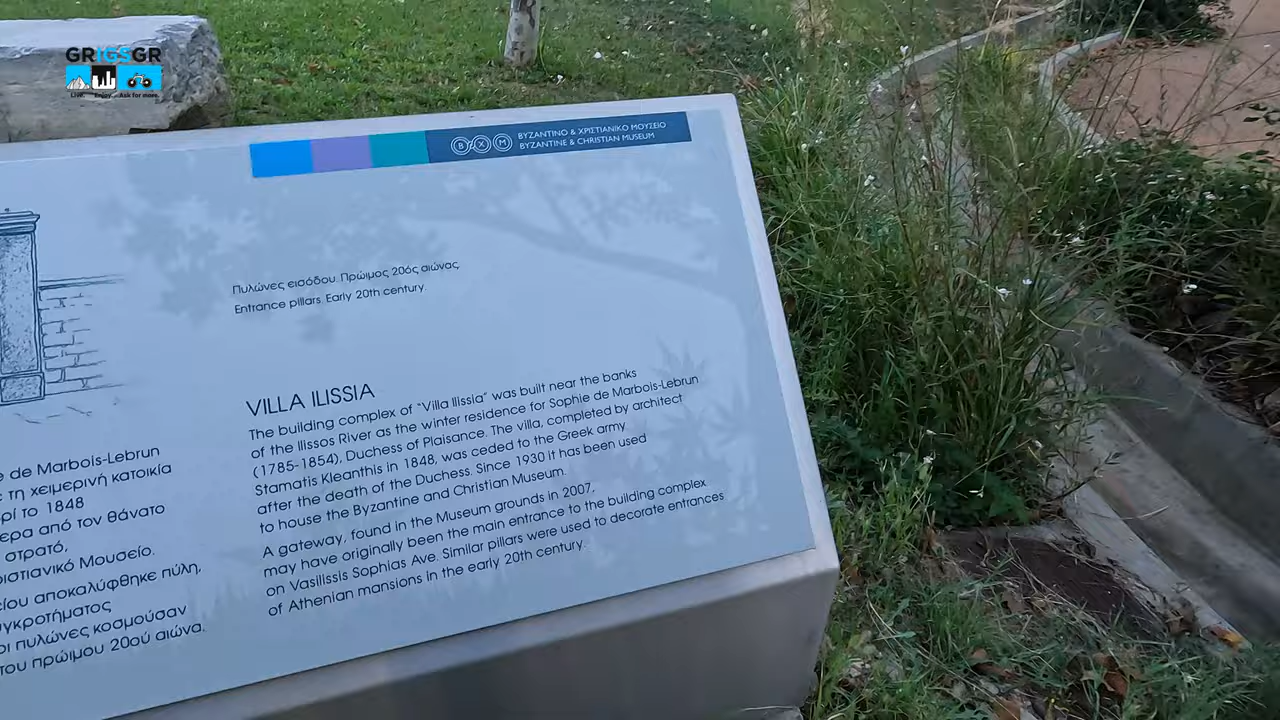 GRIGSGR
Live. Enjoy. Ask for more.
BXM
ΒΥΖΑΝΤΙΝΟ & ΧΡΙΣΤΙΑΝΙΚΟ ΜΟΥΣΕΙΟ
BYZANTINE & CHRISTIAN MUSEUM
Πυλώνες εισόδου. Πρώιμος 20ός αιώνας.
Entrance pillars. Early 20th century.
e de Marbois-Lebrun
τη χειμερινή κατοικία
ρί το 1848
ερα από τον θάνατο
στρατό,
ριστιανικό Μουσείο.
είου αποκαλύφθηκε πύλη,
γκροτήματος
οι πυλώνες κοσμούσαν
του πρώιμου 20ού αιώνα.
VILLA ILISSIA
The building complex of "Villa Ilissia" was built near the banks
of the Ilissos River as the winter residence for Sophie de Marbois-Lebrun
(1785-1854), Duchess of Plaisance. The villa, completed by architect
Stamatis Kleanthis in 1848, was ceded to the Greek army
after the death of the Duchess. Since 1930 it has been used
to house the Byzantine and Christian Museum.
A gateway, found in the Museum grounds in 2007,
may have originally been the main entrance to the building complex
on Vasilissis Sophias Ave. Similar pillars were used to decorate entrances
of Athenian mansions in the early 20th century.